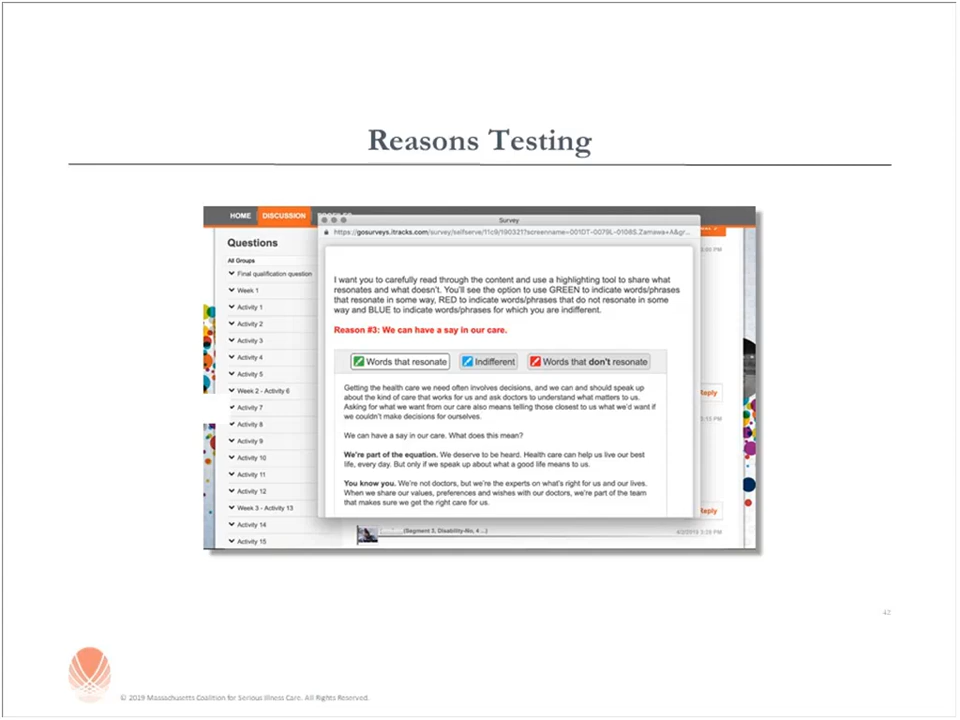 Reasons Testing
HOME DISCUSSION PROFILES
Survey
https://gosurveys.itracks.com/survey/selfserve/11c9/190321?screenname=001DT-0079L-0108S.Zamawa+A&gr...
Questions
All Groups
Final qualification question
Week 1
Activity 1
Activity 2
Activity 3
Activity 4
Activity 5
Week 2 - Activity 6
Activity 7
Activity 8
Activity 9
Activity 10
Activity 11
Activity 12
Week 3 - Activity 13
Activity 14
Activity 15
I want you to carefully read through the content and use a highlighting tool to share what
resonates and what doesn't. You'll see the option to use GREEN to indicate words/phrases
that resonate in some way, RED to indicate words/phrases that do not resonate in some
way and BLUE to indicate words/phrases for which you are indifferent.
Reason #3: We can have a say in our care.
Words that resonate Indifferent Words that don't resonate
Getting the health care we need often involves decisions, and we can and should speak up
about the kind of care that works for us and ask doctors to understand what matters to us.
Asking for what we want from our care also means telling those closest to us what we'd want if
we couldn't make decisions for ourselves.
We can have a say in our care. What does this mean?
We're part of the equation. We deserve to be heard. Health care can help us live our best
life, every day. But only if we speak up about what a good life means to us.
You know you. We're not doctors, but we're the experts on what's right for us and our lives.
When we share our values, preferences and wishes with our doctors, we're part of the team
that makes sure we get the right care for us.
Reply
Reply
(Segment 3, Disability-No, 4 ...)
4/2/2019 3:28 PM
42
© 2019 Massachusetts Coalition for Serious Illness Care. All Rights Reserved.